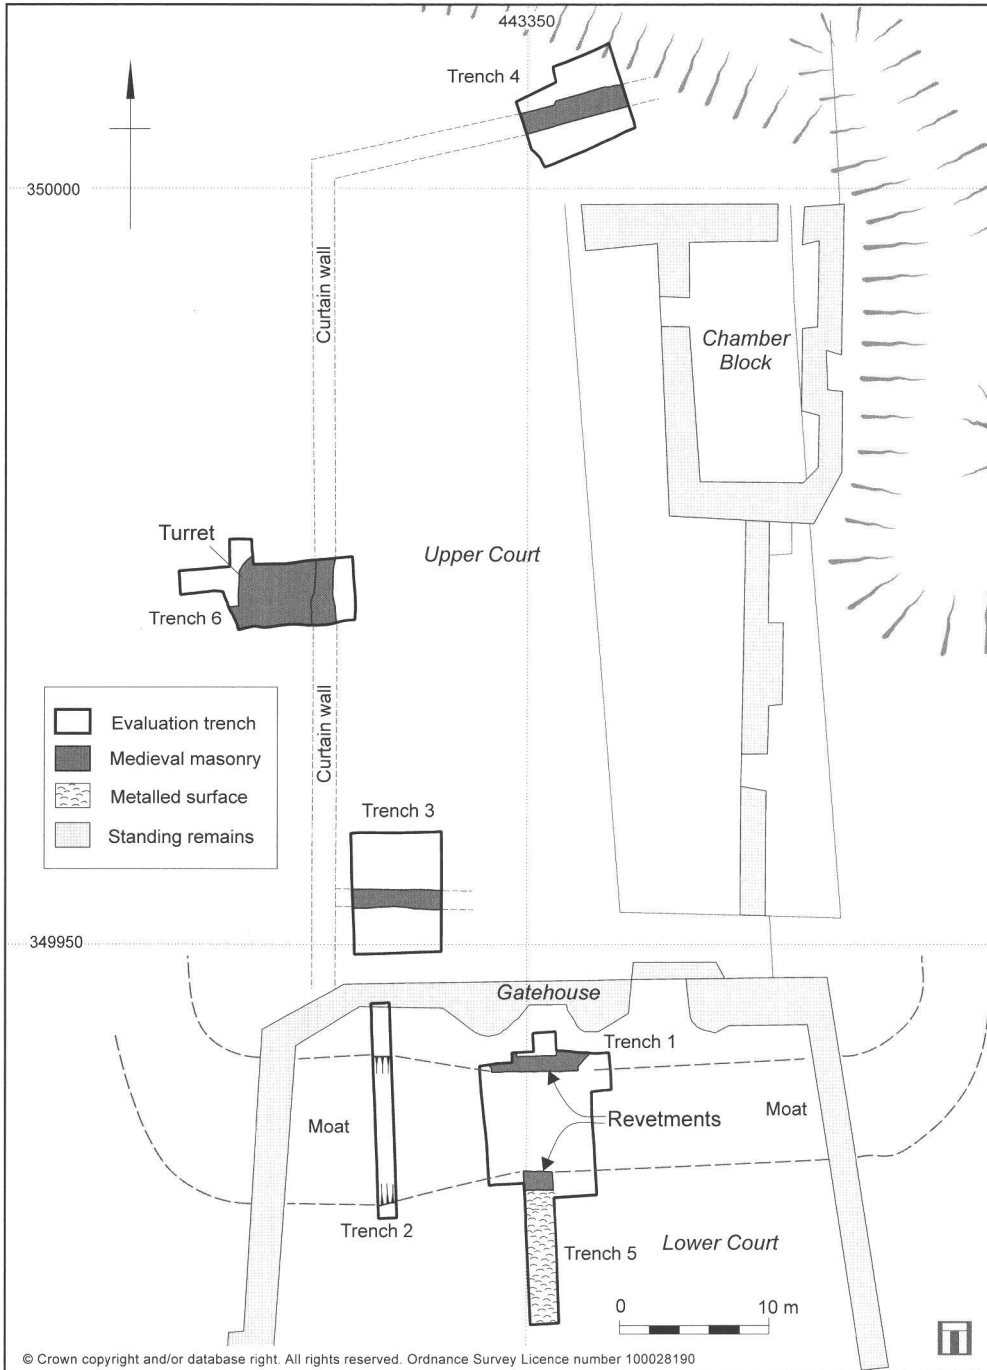 443350
Trench 4
350000
Curtain wall
Chamber
Block
Turret
Upper Court
Trench 6
Evaluation trench
Medieval masonry
Metalled surface
Standing remains
Curtain wall
Trench 3
349950
Gatehouse
Trench 1
Moat
Revetments
Moat
Trench 2
Trench 5
Lower Court
0 10 m
© Crown copyright and/or database right. All rights reserved. Ordnance Survey Licence number 100028190